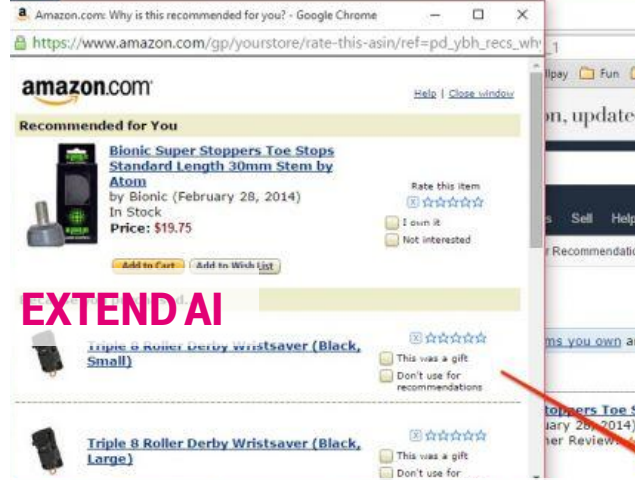 Amazon.com: Why is this recommended for you? - Google Chrome
https://www.amazon.com/gp/yourstore/rate-this-asin/ref=pd_ybh_recs_wh
_1
llpay Fun
amazon.com
Help | Close window
on, update
Recommended for You
Bionic Super Stoppers Toe Stops
Standard Length 30mm Stem by
Atom
by Bionic (February 28, 2014)
In Stock
Price: $19.75
Rate this item
I own it
Not interested
Add to Cart Add to Wish List
s Sell Help
r Recommendatio
EXTEND AI
Triple 8 Roller Derby Wristsaver (Black,
Small)
This was a gift
Don't use for
recommendations
ms you own a
toppers Toe S
uary 28, 2014)
er Review
Triple 8 Roller Derby Wristsaver (Black,
Large)
This was a gift
Don't use for